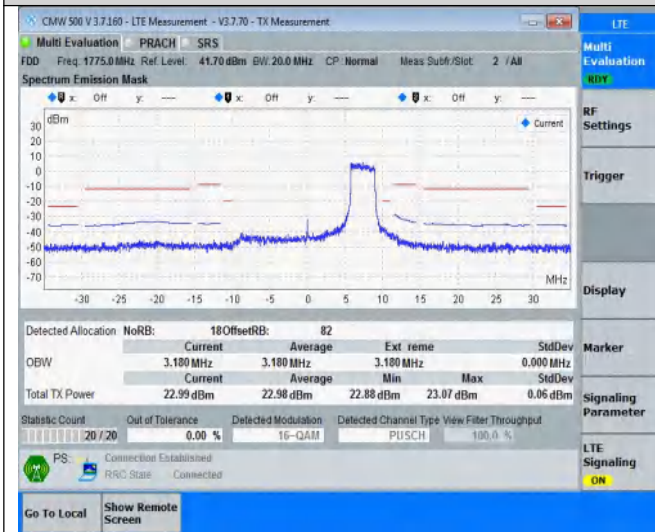 CMW 500 V 3.7.160 - LTE Measurement - V3.7.70 - TX Measurement
LTE
Multi Evaluation PRACH SRS
Multi Evaluation
RDY
FDD Freq: 1775.0 MHz Ref. Level: 41.70 dBm BW: 20.0 MHz CP: Normal Meas Subfr/Slot: 2 /All
Spectrum Emission Mask
x: Off y: --- x: Off y: --- x: Off y: ---
dBm
Current
30
20
10
0
-10
-20
-30
-40
-50
-60
-70
MHz
-30 -25 -20 -15 -10 -5 0 5 10 15 20 25 30
RF Settings
Trigger
Display
Marker
Signaling Parameter
LTE Signaling
ON
Detected Allocation NoRB: 18 OffsetRB: 82
Current Average Extreme StdDev
OBW 3.180 MHz 3.180 MHz 3.180 MHz 0.000 MHz
Current Average Min Max StdDev
Total TX Power 22.99 dBm 22.98 dBm 22.88 dBm 23.07 dBm 0.06 dBm
Statistic Count Out of Tolerance Detected Modulation Detected Channel Type View Filter Throughput
20 / 20 0.00 % 16-QAM PUSCH 100.0 %
PS: Connection Established
RRC State Connected
Go To Local Show Remote Screen